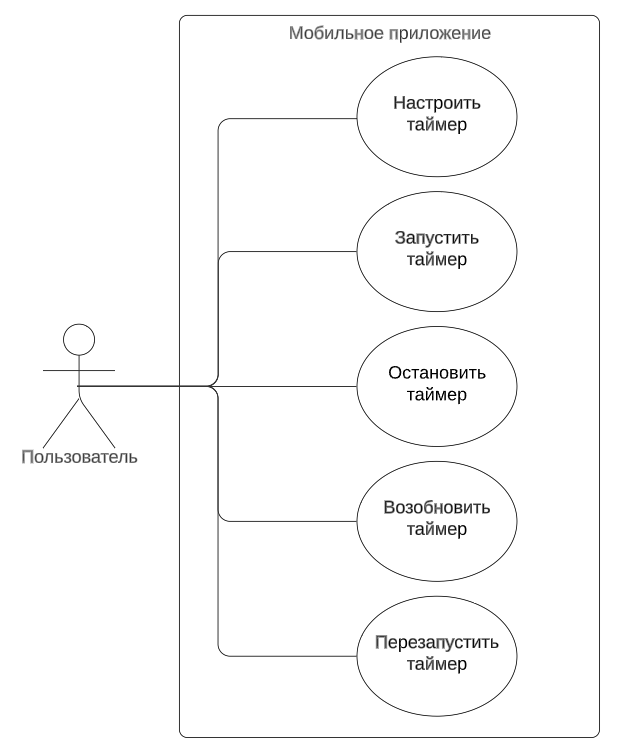 Мобильное приложение
Настроить
таймер
Запустить
таймер
Остановить
таймер
Возобновить
таймер
Перезапустить
таймер
Пользователь